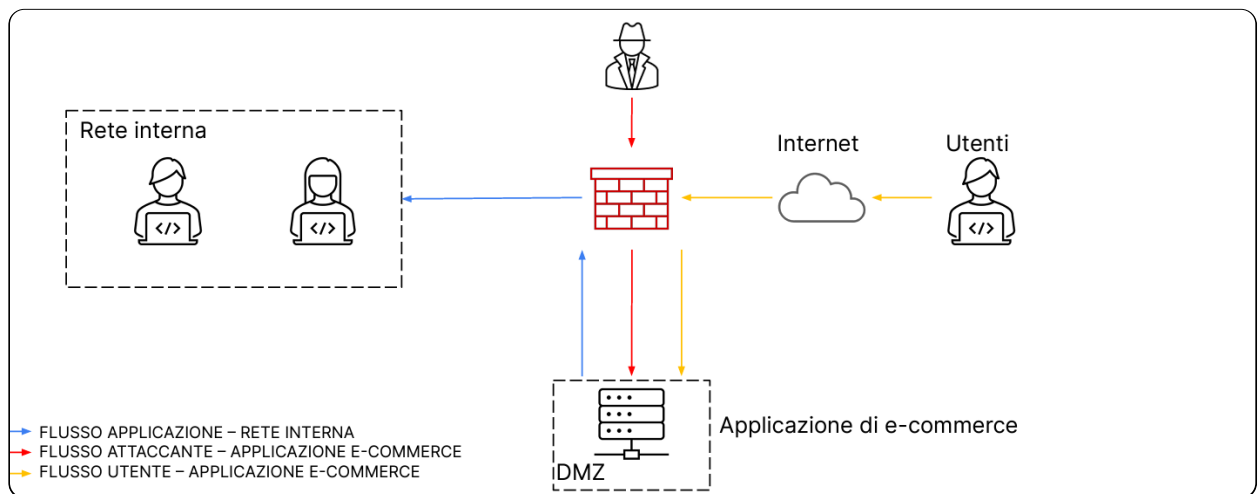 Rete interna
Internet
Utenti
Applicazione di e-commerce
DMZ
FLUSSO APPLICAZIONE – RETE INTERNA
FLUSSO ATTACCANTE – APPLICAZIONE E-COMMERCE
FLUSSO UTENTE – APPLICAZIONE E-COMMERCE